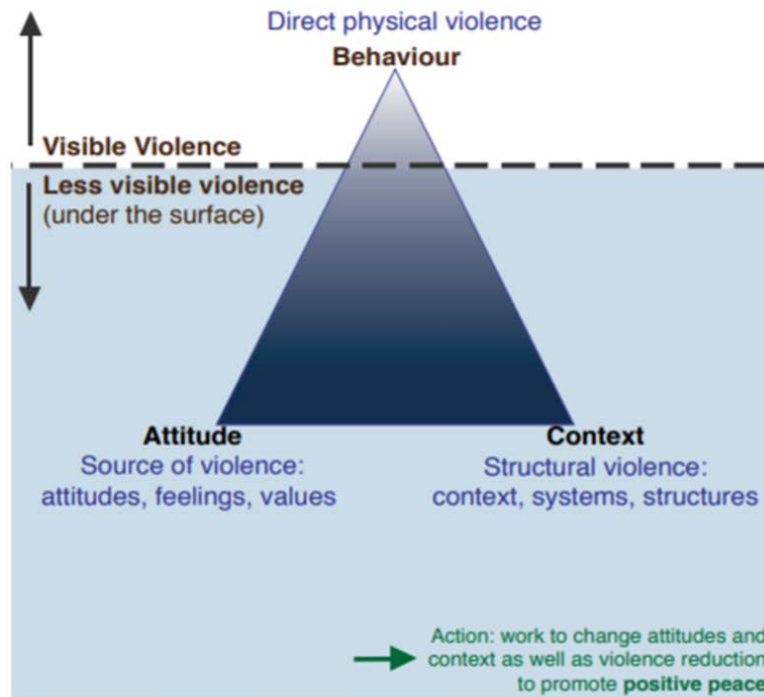 Direct physical violence
Behaviour
Visible Violence
Less visible violence
(under the surface)
Attitude
Source of violence:
attitudes, feelings, values
Context
Structural violence:
context, systems, structures
Action: work to change attitudes and
context as well as violence reduction
to promote positive peace